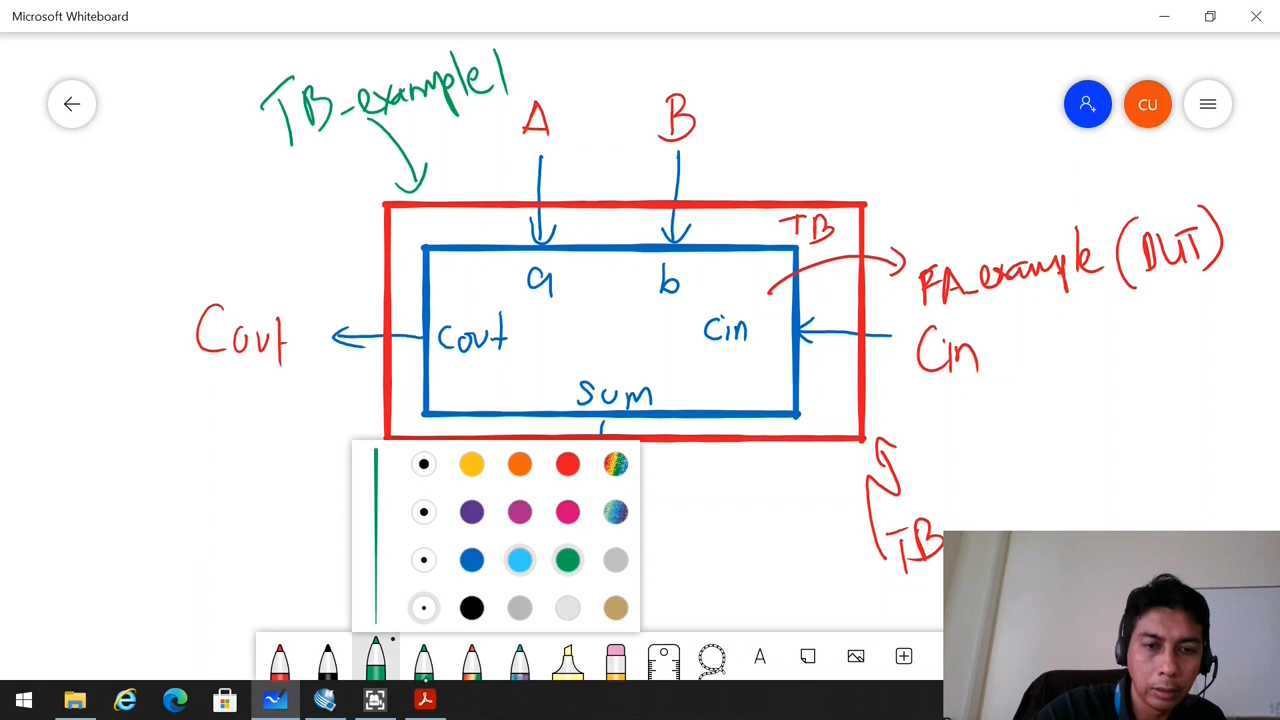 Microsoft Whiteboard
TB_example1
A
B
CU
TB
FA_example (DUT)
a
b
Cout
Cout
Cin
Cin
sum
TB
A